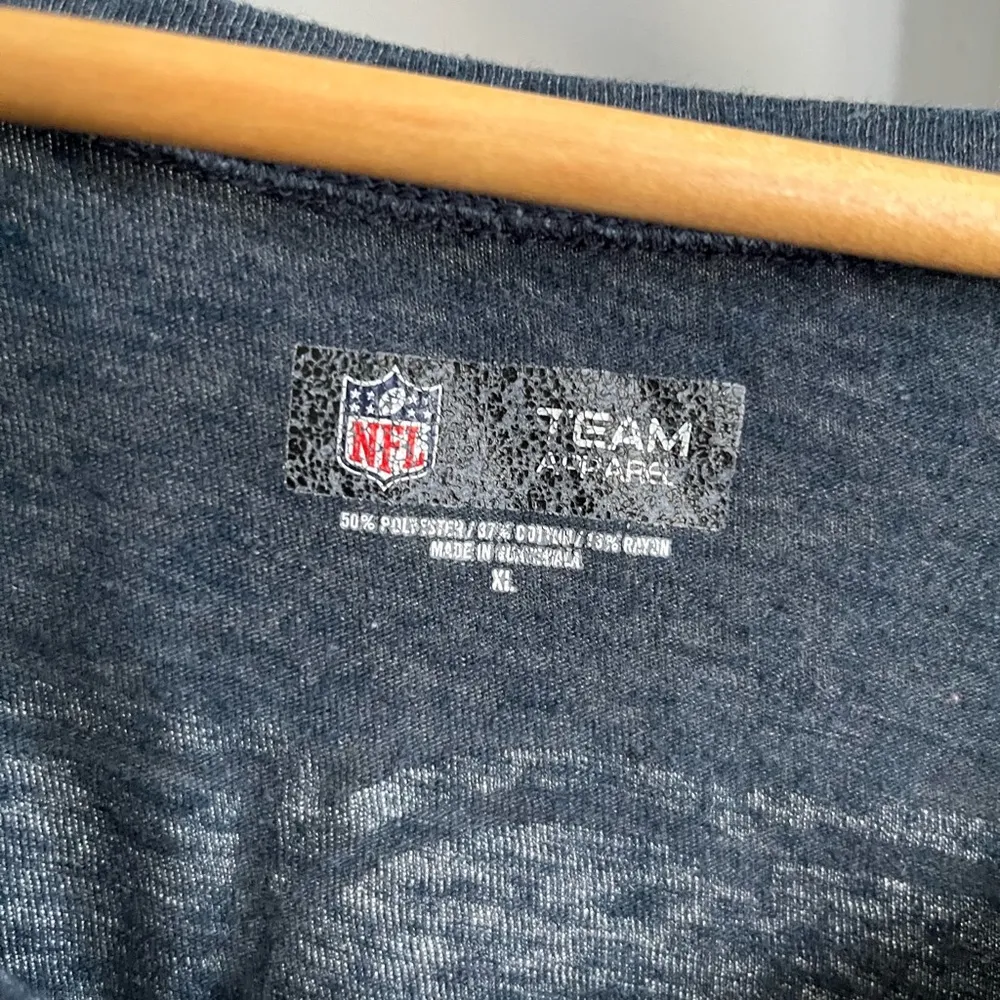 NFL
TEAM
APPAREL
50% POLYESTER / 37% COTTON / 13% RAYON
MADE IN GUATEMALA
XL